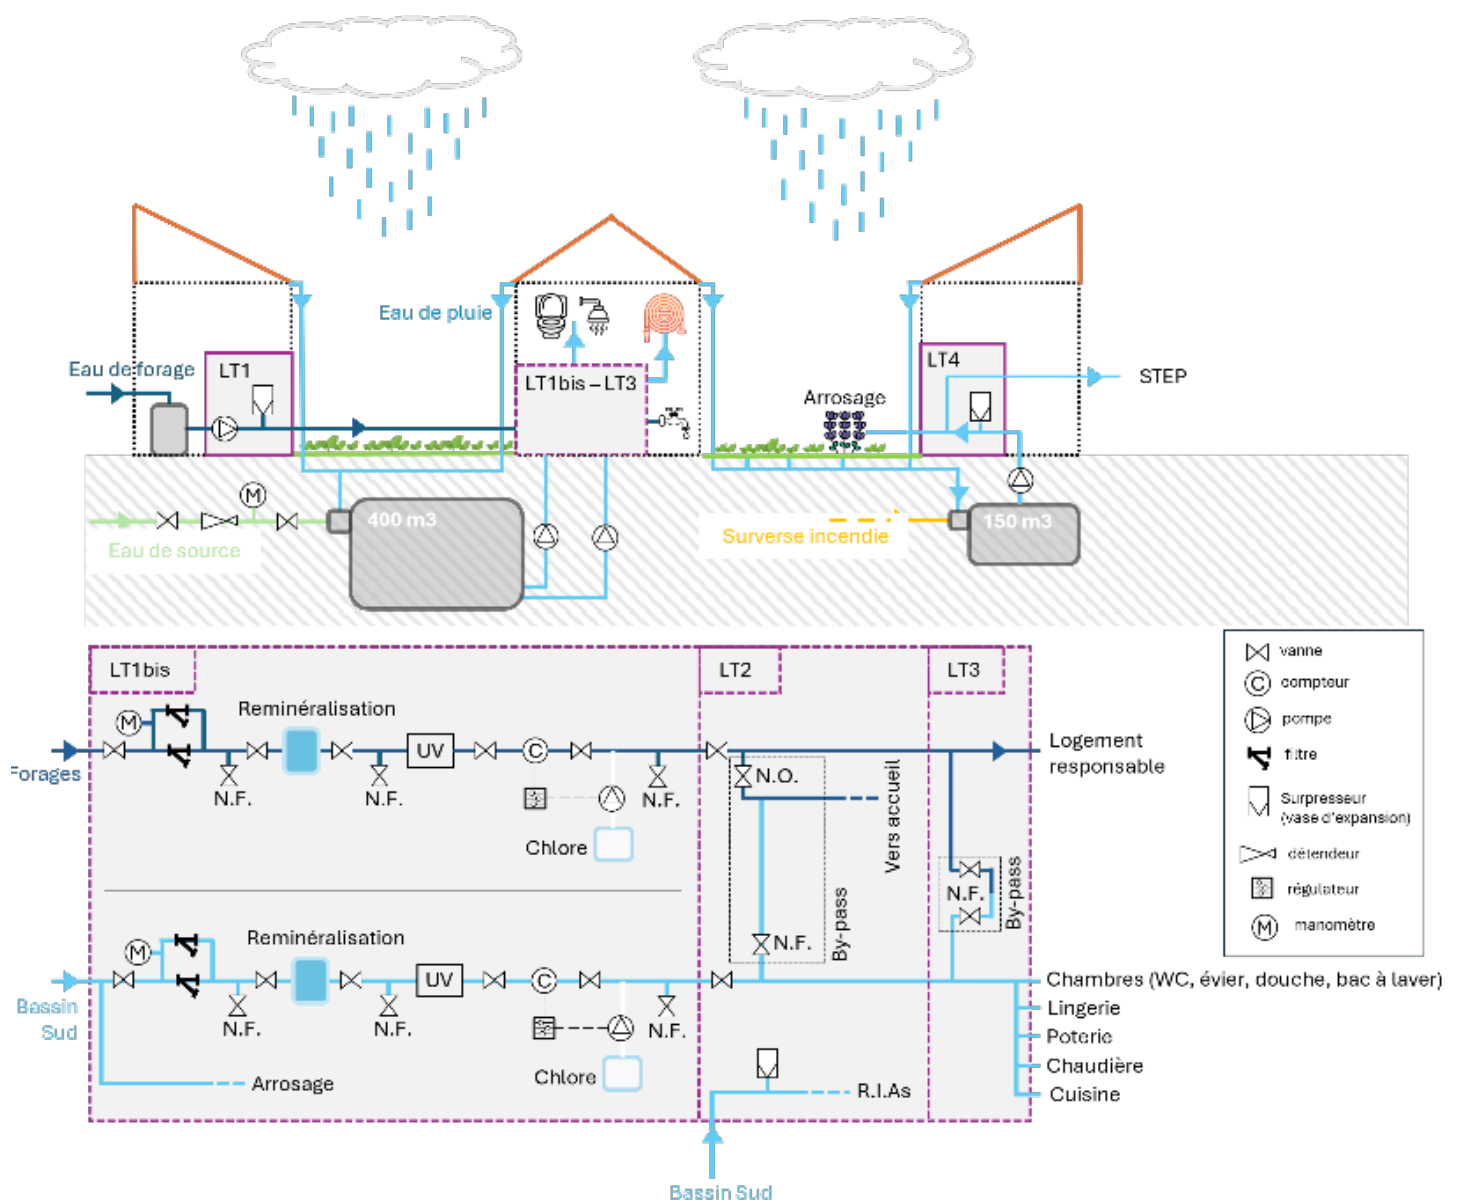 Eau de pluie
Eau de forage
LT1
LT1bis – LT3
LT4
STEP
Arrosage
M
400 m3
150 m3
Eau de source
Surverse incendie
LT1bis
LT2
LT3
vanne
C
compteur
pompe
filtre
Surpresseur
(vase d'expansion)
détendeur
régulateur
M
manomètre
M
Reminéralisation
UV
C
Forages
N.F.
N.F.
N.F.
Chlore
N.O.
Vers accueil
By-pass
N.F.
N.F.
By-pass
Logement
responsable
M
Reminéralisation
UV
C
Bassin
Sud
N.F.
N.F.
N.F.
Chlore
Arrosage
R.I.As
Chambres (WC, évier, douche, bac à laver)
Lingerie
Poterie
Chaudière
Cuisine
Bassin Sud